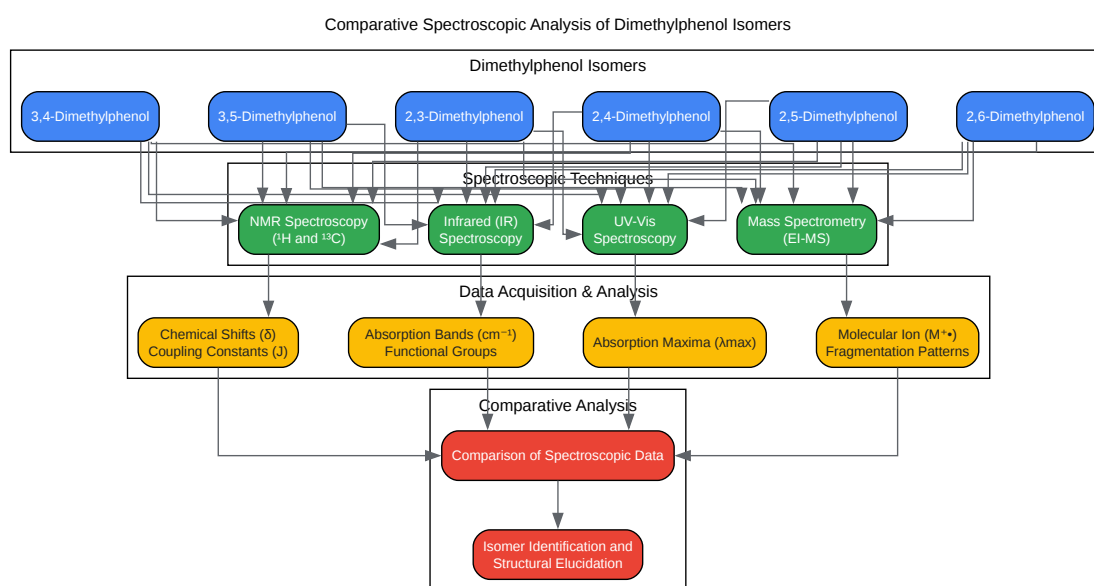 Comparative Spectroscopic Analysis of Dimethylphenol Isomers
Dimethylphenol Isomers
3,4-Dimethylphenol
3,5-Dimethylphenol
2,3-Dimethylphenol
2,4-Dimethylphenol
2,5-Dimethylphenol
2,6-Dimethylphenol
Spectroscopic Techniques
NMR Spectroscopy
(¹H and ¹³C)
Infrared (IR)
Spectroscopy
UV-Vis
Spectroscopy
Mass Spectrometry
(EI-MS)
Data Acquisition & Analysis
Chemical Shifts (δ)
Coupling Constants (J)
Absorption Bands (cm⁻¹)
Functional Groups
Absorption Maxima (λmax)
Molecular Ion (M⁺•)
Fragmentation Patterns
Comparative Analysis
Comparison of Spectroscopic Data
Isomer Identification and
Structural Elucidation